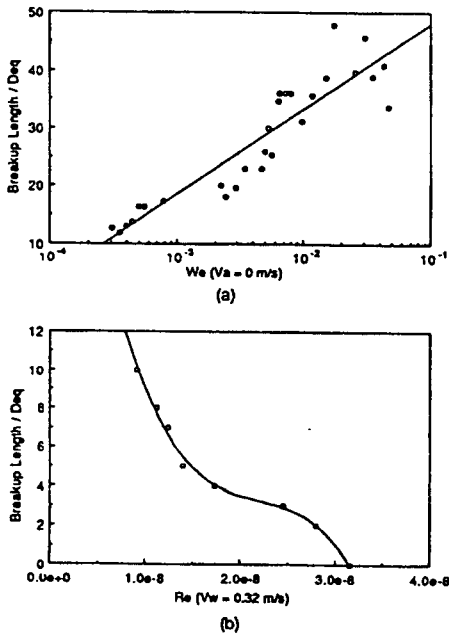 50
40
30
20
10
Breakup Length / Deq
10⁻⁴ 10⁻³ 10⁻² 10⁻¹
We (Va = 0 m/s)
(a)
12
10
8
6
4
2
0
Breakup Length / Deq
0.0e+0 1.0e-8 2.0e-8 3.0e-8 4.0e-8
Re (Vw = 0.32 m/s)
(b)